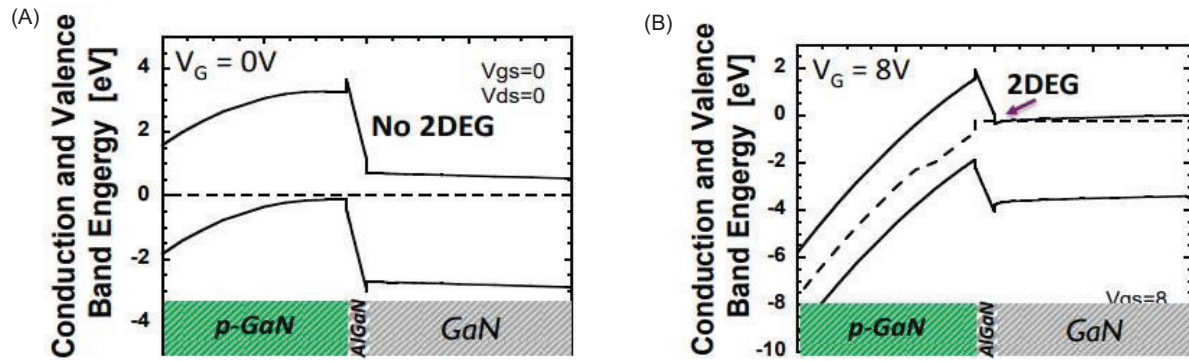 (A)
Conduction and Valence
Band Engergy [eV]
4
2
0
-2
-4
V_G = 0V
Vgs=0
Vds=0
No 2DEG
p-GaN
AlGaN
GaN
(B)
Conduction and Valence
Band Engergy [eV]
2
0
-2
-4
-6
-8
-10
V_G = 8V
2DEG
Vgs=8
p-GaN
AlGaN
GaN